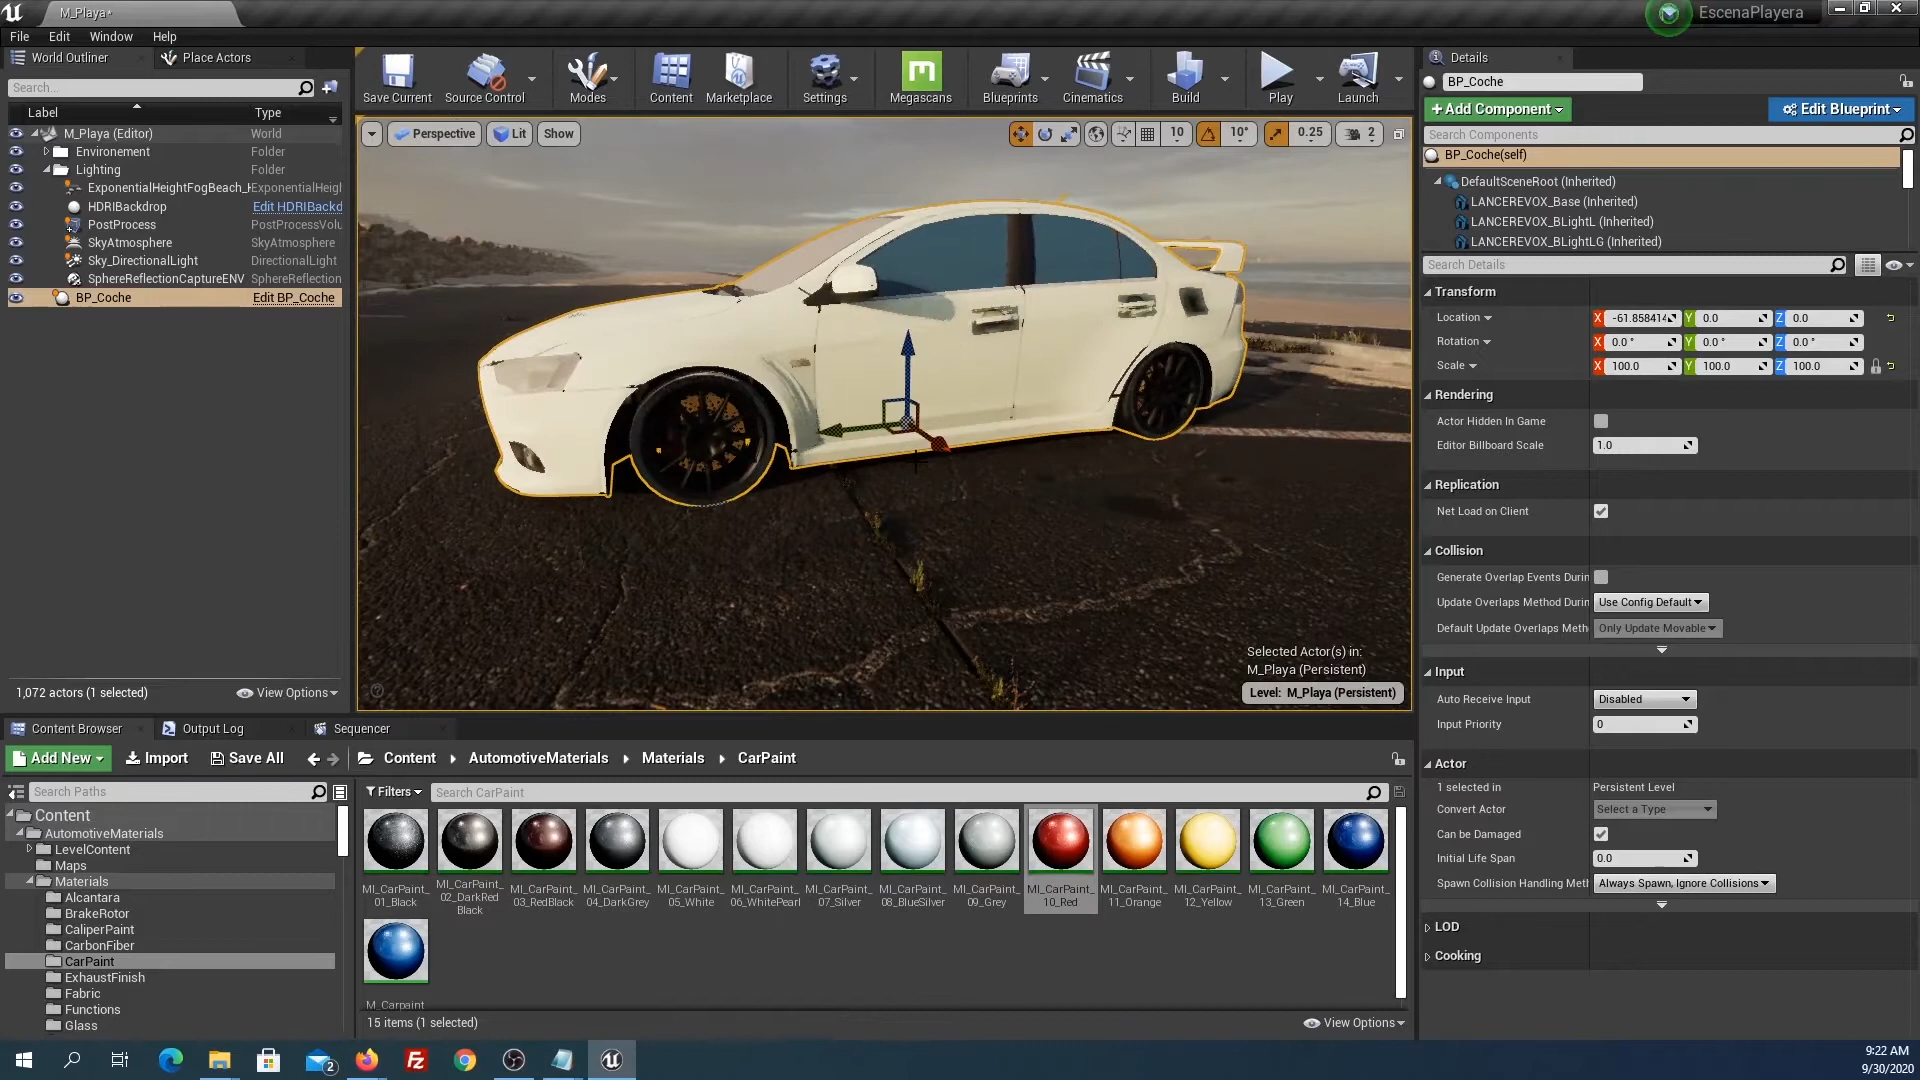 M_Playa*
EscenaPlayera
File Edit Window Help
World Outliner
Place Actors
Search...
Label Type
M_Playa (Editor) World
Environement Folder
Lighting Folder
ExponentialHeightFogBeach_H ExponentialHeigh
HDRIBackdrop Edit HDRIBackd
PostProcess PostProcessVolu
SkyAtmosphere SkyAtmosphere
Sky_DirectionalLight DirectionalLight
SphereReflectionCaptureENV SphereReflection
BP_Coche Edit BP_Coche
1,072 actors (1 selected)
View Options
Save Current
Source Control
Modes
Content
Marketplace
Settings
Megascans
Blueprints
Cinematics
Build
Play
Launch
Perspective
Lit
Show
10
10°
0.25
2
Selected Actor(s) in:
M_Playa (Persistent)
Level: M_Playa (Persistent)
Details
BP_Coche
+Add Component
Edit Blueprint
Search Components
BP_Coche(self)
DefaultSceneRoot (Inherited)
LANCEREVOX_Base (Inherited)
LANCEREVOX_BLightL (Inherited)
LANCEREVOX_BLightLG (Inherited)
Search Details
Transform
Location X -61.858414 Y 0.0 Z 0.0
Rotation X 0.0 ° Y 0.0 ° Z 0.0 °
Scale X 100.0 Y 100.0 Z 100.0
Rendering
Actor Hidden In Game
Editor Billboard Scale 1.0
Replication
Net Load on Client
Collision
Generate Overlap Events Durin
Update Overlaps Method Durin Use Config Default
Default Update Overlaps Meth Only Update Movable
Input
Auto Receive Input Disabled
Input Priority 0
Actor
1 selected in Persistent Level
Convert Actor Select a Type
Can be Damaged
Initial Life Span 0.0
Spawn Collision Handling Met Always Spawn, Ignore Collisions
LOD
Cooking
Content Browser
Output Log
Sequencer
Add New
Import
Save All
Content
AutomotiveMaterials
Materials
CarPaint
Search Paths
Content
AutomotiveMaterials
LevelContent
Maps
Materials
Alcantara
BrakeRotor
CaliperPaint
CarbonFiber
CarPaint
ExhaustFinish
Fabric
Functions
Glass
Filters
Search CarPaint
MI_CarPaint_
01_Black
MI_CarPaint_
02_DarkRed
Black
MI_CarPaint_
03_RedBlack
MI_CarPaint_
04_DarkGrey
MI_CarPaint_
05_White
MI_CarPaint_
06_WhitePearl
MI_CarPaint_
07_Silver
MI_CarPaint_
08_BlueSilver
MI_CarPaint_
09_Grey
MI_CarPaint_
10_Red
MI_CarPaint_
11_Orange
MI_CarPaint_
12_Yellow
MI_CarPaint_
13_Green
MI_CarPaint_
14_Blue
M_Carpaint
15 items (1 selected)
View Options
2
9:22 AM
9/30/2020